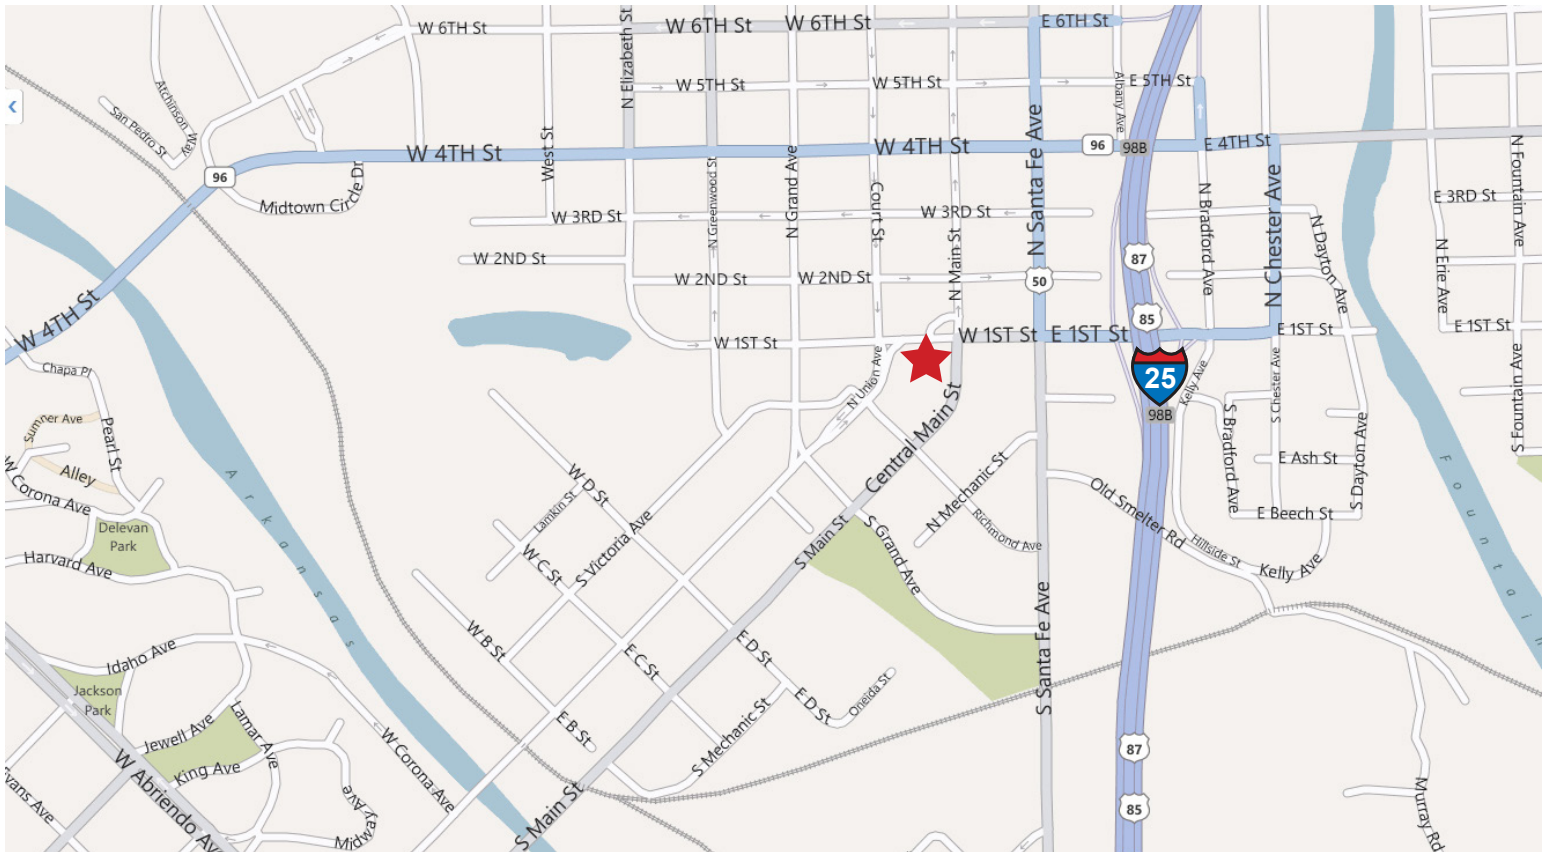 W 6TH St
W 6TH St
W 6TH St
E 6TH St
N Elizabeth St
Atchinson Way
San Pedro St
W 5TH St
W 5TH St
E 5TH St
Albany Ave
West St
W 4TH St
W 4TH St
96
98B
E 4TH St
96
Midtown Circle Dr
N Greenwood St
N Grand Ave
Court St
N Main St
N Santa Fe Ave
N Bradford Ave
N Chester Ave
N Dayton Ave
N Fountain Ave
E 3RD St
N Erie Ave
W 3RD St
W 3RD St
W 2ND St
W 2ND St
W 2ND St
87
50
85
W 4TH St
W 1ST St
W 1ST St
E 1ST St
E 1ST St
E 1ST St
25
98B
Kelly Ave
S Chester Ave
S Fountain Ave
Chapa Pl
Sumner Ave
Pearl St
Alley
W Corona Ave
N Union Ave
Central Main St
S Bradford Ave
S Dayton Ave
E Ash St
E Beech St
Delevan
Park
Harvard Ave
Arkansas
W D St
Lamkin St
W C St
S Victoria Ave
S Main St
S Grand Ave
N Mechanic St
Richmond Ave
Old Smelter Rd
Hillside St
Kelly Ave
Fountain
W B St
E C St
E D St
E D St
Oneida St
S Santa Fe Ave
Idaho Ave
Jackson
Park
Jewell Ave
Lamar Ave
King Ave
W Corona Ave
E B St
S Mechanic St
87
85
Murray Rd
W Abriendo Ave
Evans Ave
Midway
Ave
S Main St